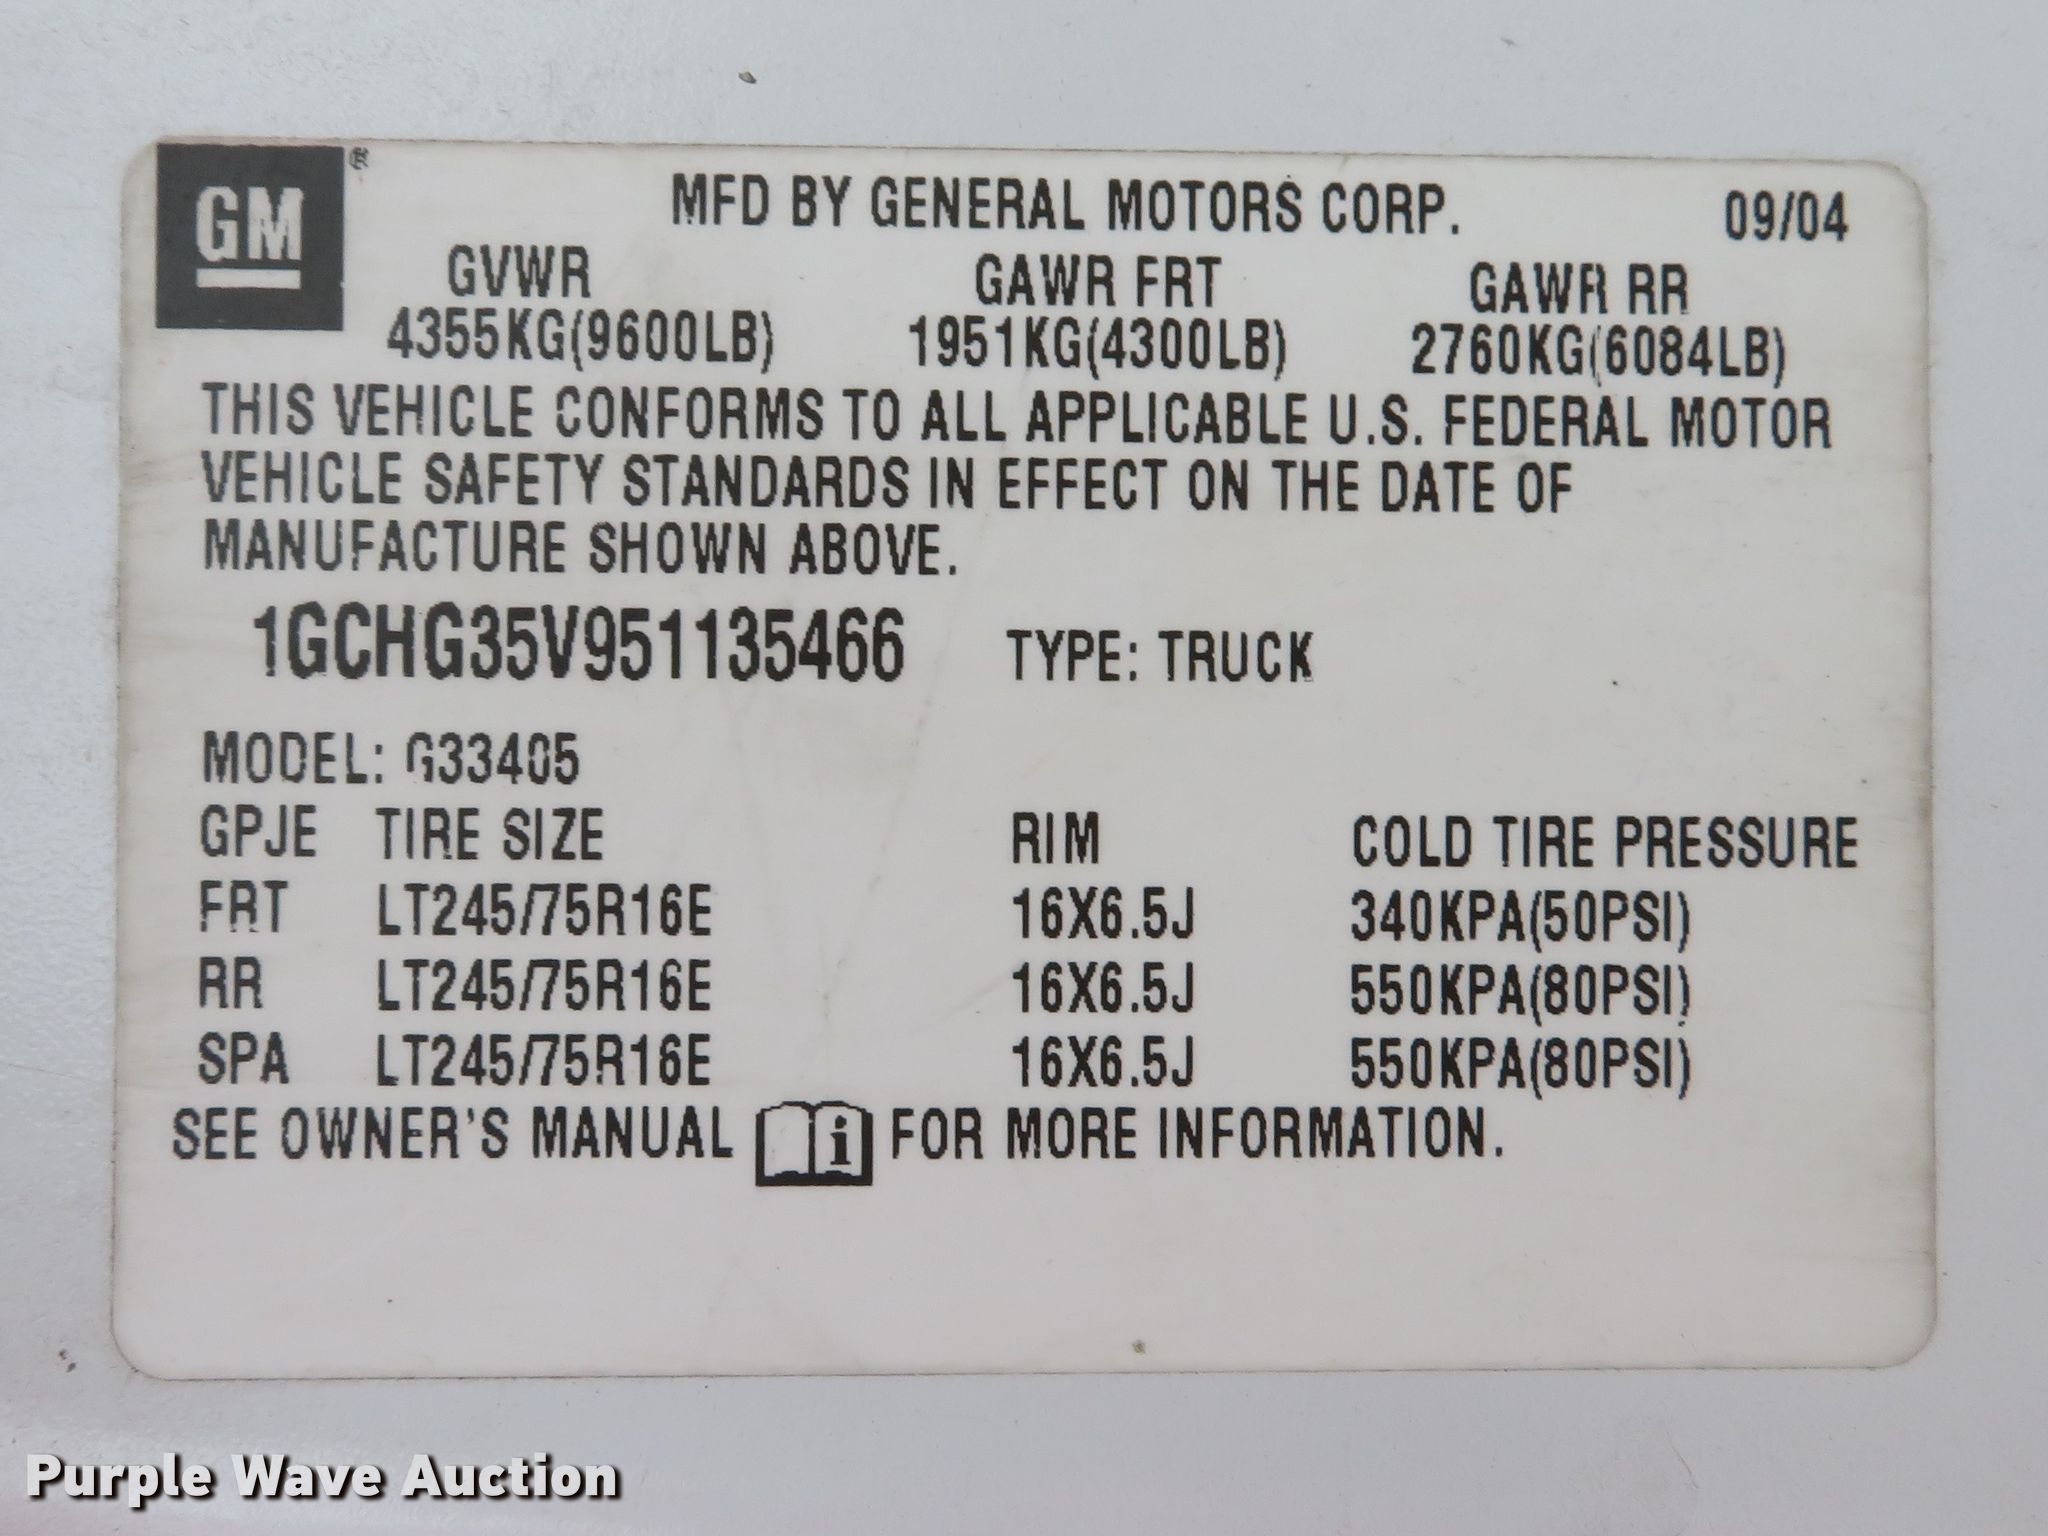 GM ®
MFD BY GENERAL MOTORS CORP. 09/04
GVWR GAWR FRT GAWR RR
4355KG(9600LB) 1951KG(4300LB) 2760KG(6084LB)
THIS VEHICLE CONFORMS TO ALL APPLICABLE U.S. FEDERAL MOTOR
VEHICLE SAFETY STANDARDS IN EFFECT ON THE DATE OF
MANUFACTURE SHOWN ABOVE.
1GCHG35V951135466 TYPE: TRUCK
MODEL: G33405
GPJE TIRE SIZE RIM COLD TIRE PRESSURE
FRT LT245/75R16E 16X6.5J 340KPA(50PSI)
RR LT245/75R16E 16X6.5J 550KPA(80PSI)
SPA LT245/75R16E 16X6.5J 550KPA(80PSI)
SEE OWNER'S MANUAL i FOR MORE INFORMATION.
Purple Wave Auction